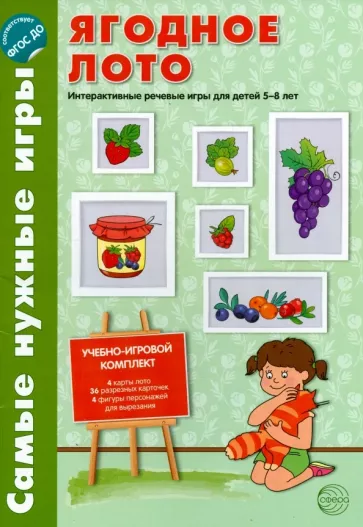 соответствует
ФГОС ДО
Самые нужные игры
ЯГОДНОЕ
ЛОТО
Интерактивные речевые игры для детей 5–8 лет
УЧЕБНО-ИГРОВОЙ
КОМПЛЕКТ
4 карты лото
36 разрезных карточек
4 фигуры персонажей
для вырезания
сфера